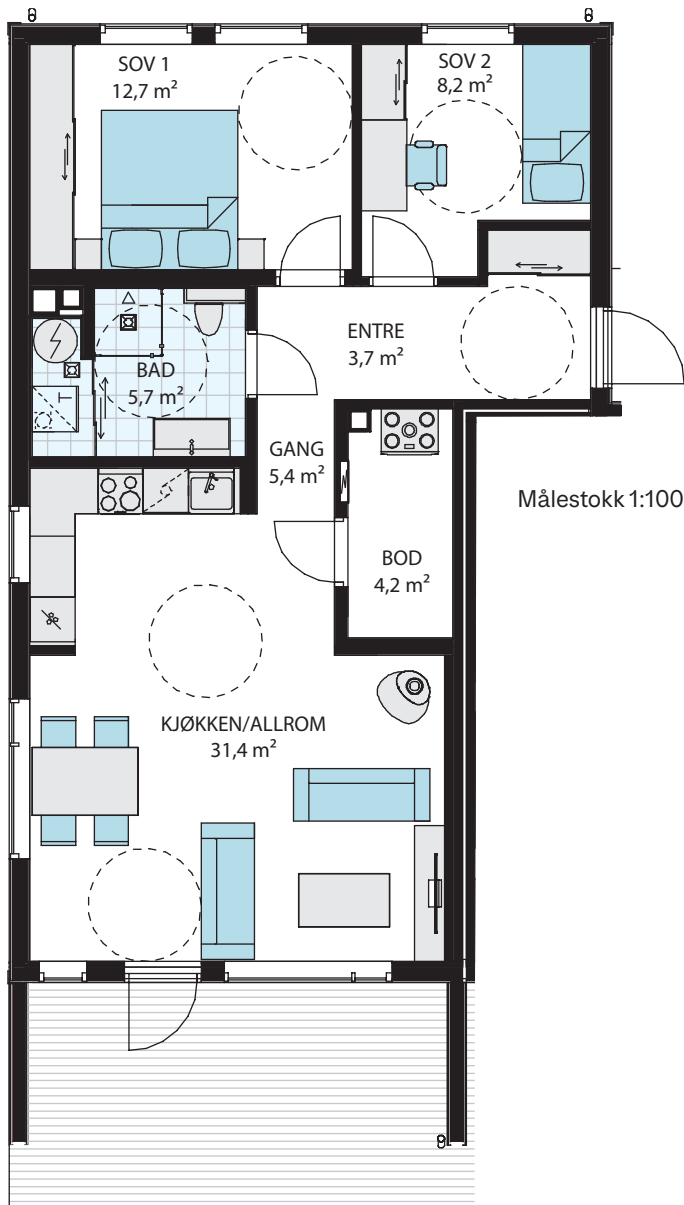 SOV 1
12,7 m²
SOV 2
8,2 m²
ENTRE
3,7 m²
BAD
5,7 m²
T
GANG
5,4 m²
Målestokk 1:100
BOD
4,2 m²
KJØKKEN/ALLROM
31,4 m²